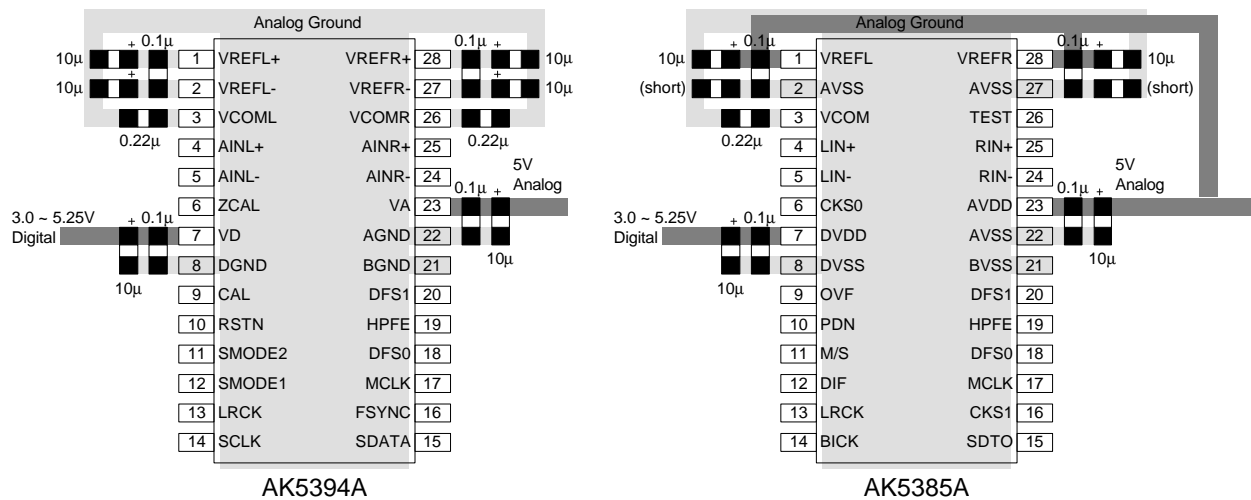 Analog Ground
10μ + 0.1μ 1 VREFL+ VREFR+ 28 0.1μ + 10μ
10μ + 2 VREFL- VREFR- 27 10μ
3 VCOML VCOMR 26
0.22μ 0.22μ
4 AINL+ AINR+ 25
5 AINL- AINR- 24
5V
Analog
0.1μ +
6 ZCAL VA 23
3.0 ~ 5.25V
Digital
+ 0.1μ
7 VD AGND 22
10μ
8 DGND BGND 21
10μ
9 CAL DFS1 20
10 RSTN HPFE 19
11 SMODE2 DFS0 18
12 SMODE1 MCLK 17
13 LRCK FSYNC 16
14 SCLK SDATA 15
AK5394A
Analog Ground
10μ + 0.1μ 1 VREFL VREFR 28 0.1μ + 10μ
(short) 2 AVSS AVSS 27 (short)
3 VCOM TEST 26
0.22μ
4 LIN+ RIN+ 25
5 LIN- RIN- 24
5V
Analog
0.1μ +
6 CKS0 AVDD 23
3.0 ~ 5.25V
Digital
+ 0.1μ
7 DVDD AVSS 22
10μ
8 DVSS BVSS 21
10μ
9 OVF DFS1 20
10 PDN HPFE 19
11 M/S DFS0 18
12 DIF MCLK 17
13 LRCK CKS1 16
14 BICK SDTO 15
AK5385A